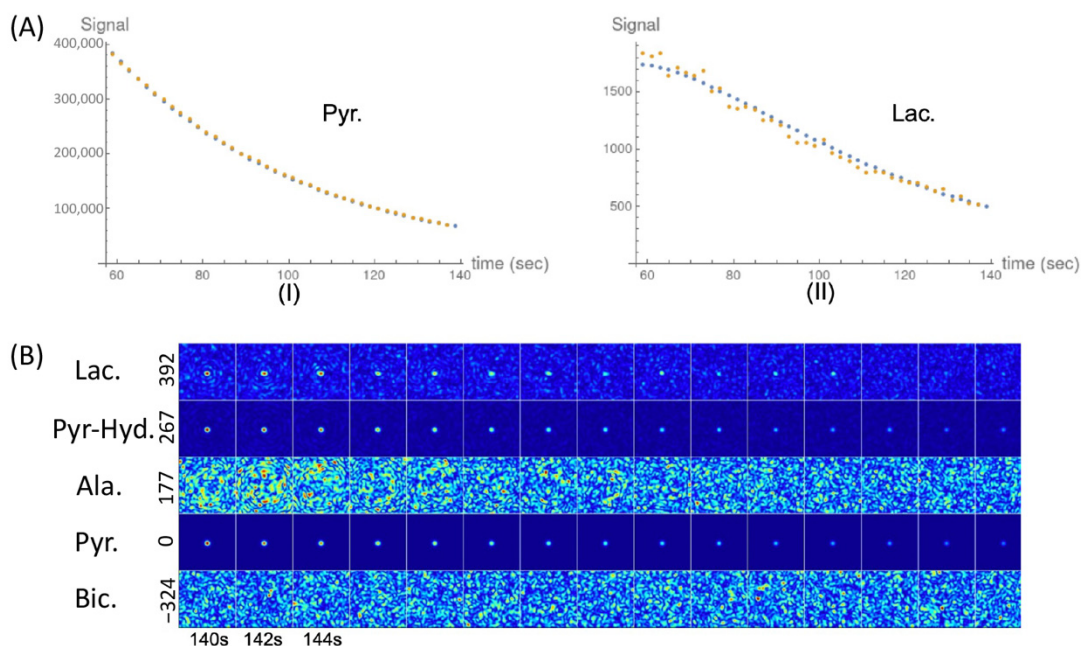 (A)
Signal
400,000
300,000
200,000
100,000
60
80
100
120
140
time (sec)
Pyr.
(I)
Signal
1500
1000
500
60
80
100
120
140
time (sec)
Lac.
(II)
(B)
Lac.
392
Pyr-Hyd.
267
Ala.
177
Pyr.
0
Bic.
−324
140s
142s
144s